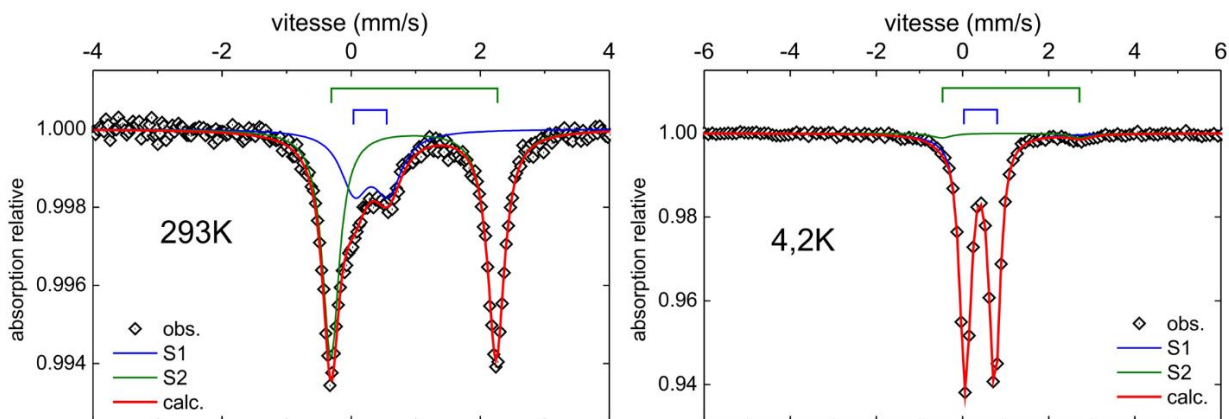 vitesse (mm/s)
-4 -2 0 2 4
absorption relative
1.000
0.998
0.996
0.994
293K
obs.
S1
S2
calc.
vitesse (mm/s)
-6 -4 -2 0 2 4 6
absorption relative
1.00
0.98
0.96
0.94
4,2K
obs.
S1
S2
calc.